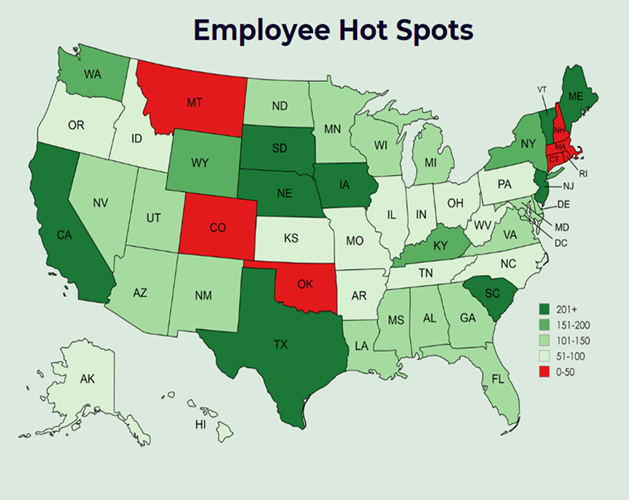 Employee Hot Spots
WA
MT
ND
MN
OR
ID
WY
SD
WI
MI
VT
ME
NH
NY
MA
CT
RI
NV
UT
CO
NE
IA
IL
IN
OH
PA
NJ
DE
MD
DC
CA
KS
MO
KY
WV
VA
AZ
NM
OK
AR
TN
NC
SC
TX
LA
MS
AL
GA
FL
AK
HI
201+
151-200
101-150
51-100
0-50